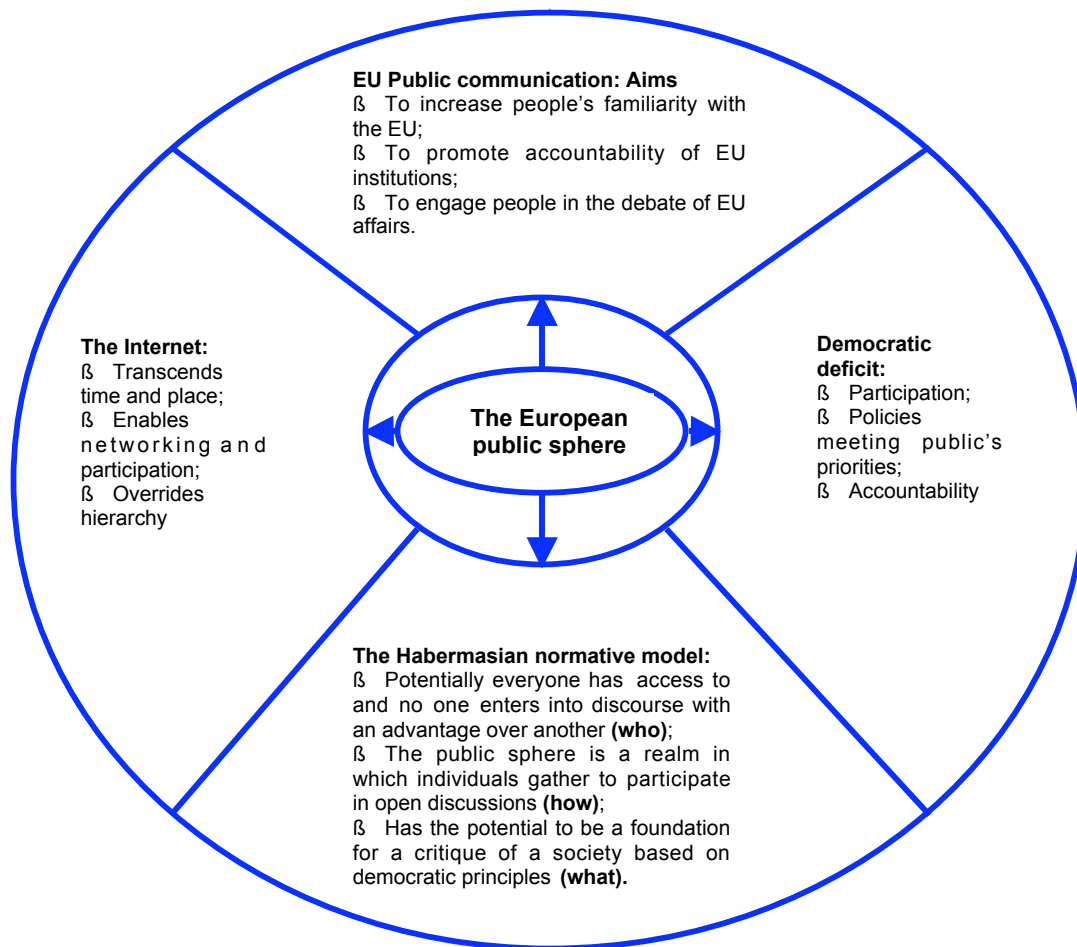 EU Public communication: Aims
ß To increase people's familiarity with
the EU;
ß To promote accountability of EU
institutions;
ß To engage people in the debate of EU
affairs.
The Internet:
ß Transcends
time and place;
ß Enables
networking and
participation;
ß Overrides
hierarchy
The European
public sphere
Democratic
deficit:
ß Participation;
ß Policies
meeting public's
priorities;
ß Accountability
The Habermasian normative model:
ß Potentially everyone has access to
and no one enters into discourse with
an advantage over another (who);
ß The public sphere is a realm in
which individuals gather to participate
in open discussions (how);
ß Has the potential to be a foundation
for a critique of a society based on
democratic principles (what).